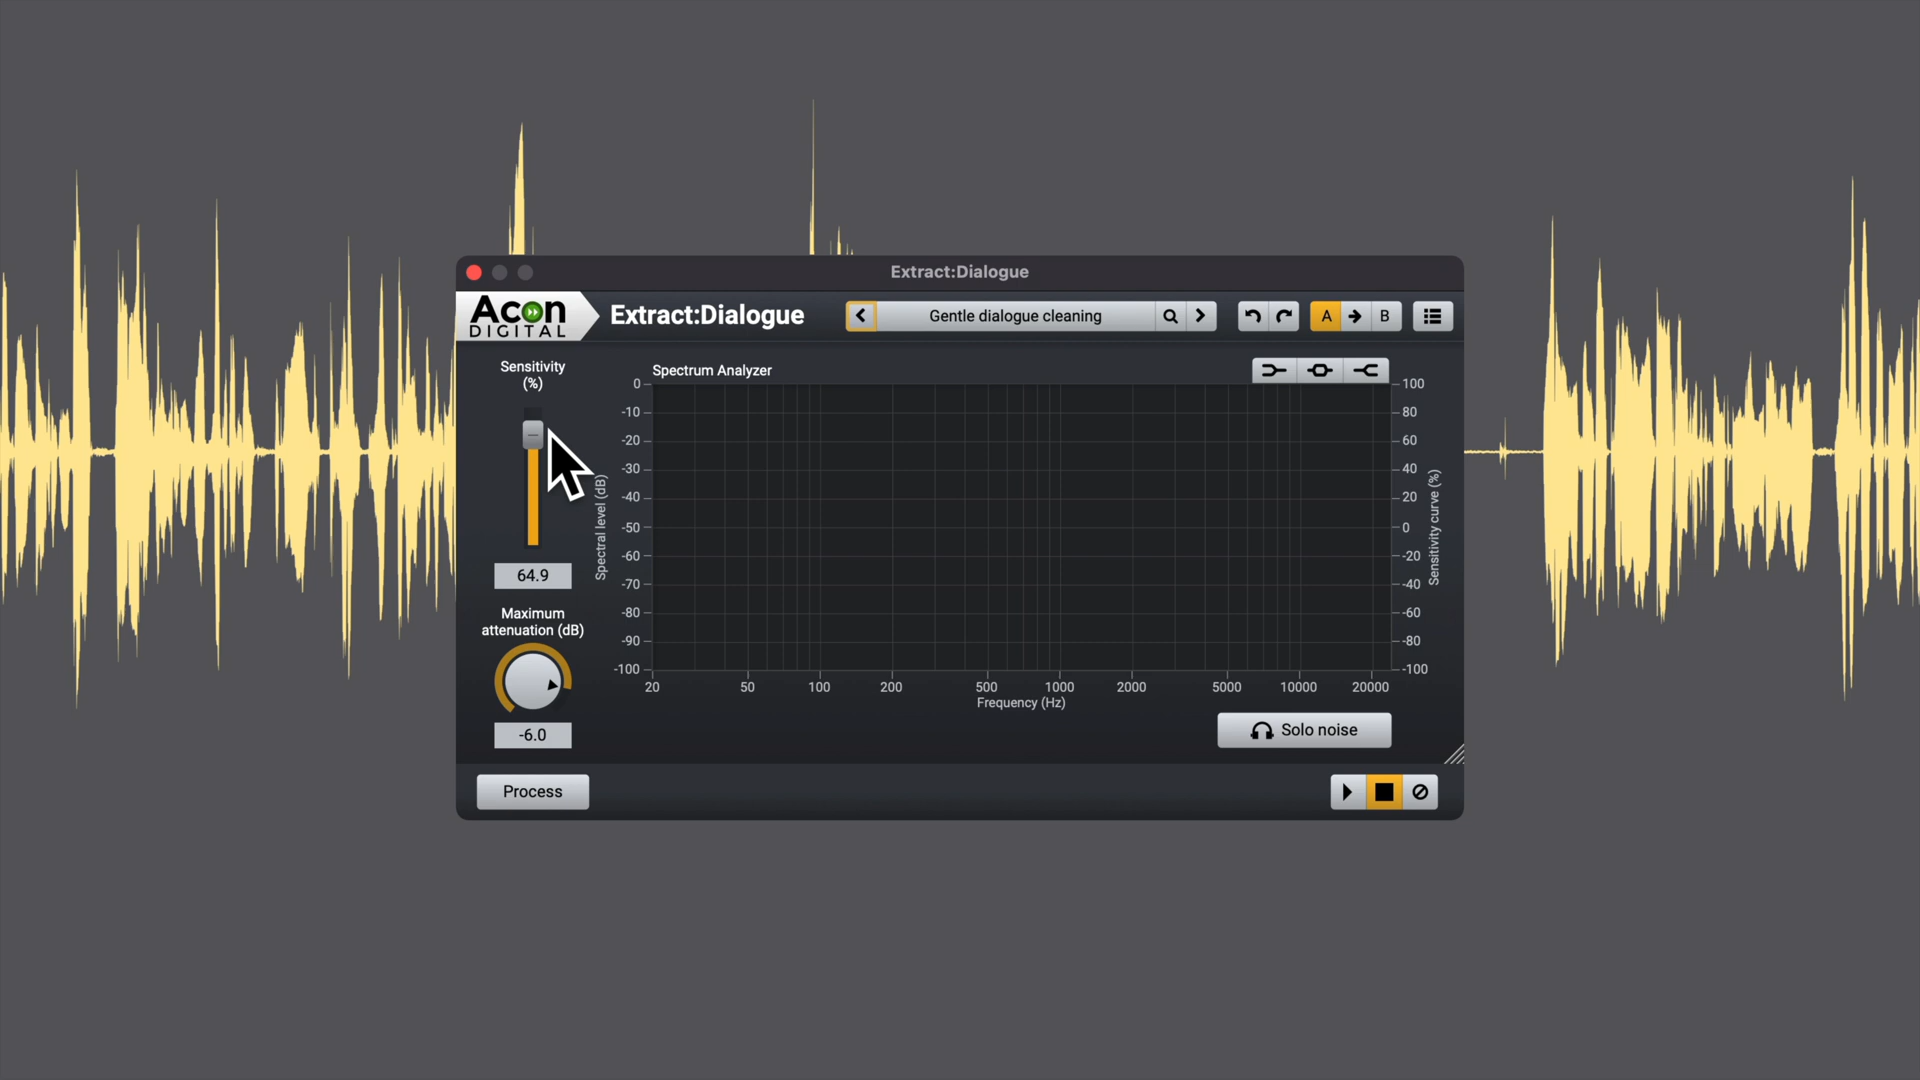 Extract:Dialogue
Acon
DIGITAL
Extract:Dialogue
Gentle dialogue cleaning
A
B
Sensitivity
(%)
64.9
Maximum
attenuation (dB)
-6.0
Spectrum Analyzer
Spectral level (dB)
0
-10
-20
-30
-40
-50
-60
-70
-80
-90
-100
100
80
60
40
20
0
-20
-40
-60
-80
-100
Sensitivity curve (%)
20 50 100 200 500 1000 2000 5000 10000 20000
Frequency (Hz)
Solo noise
Process